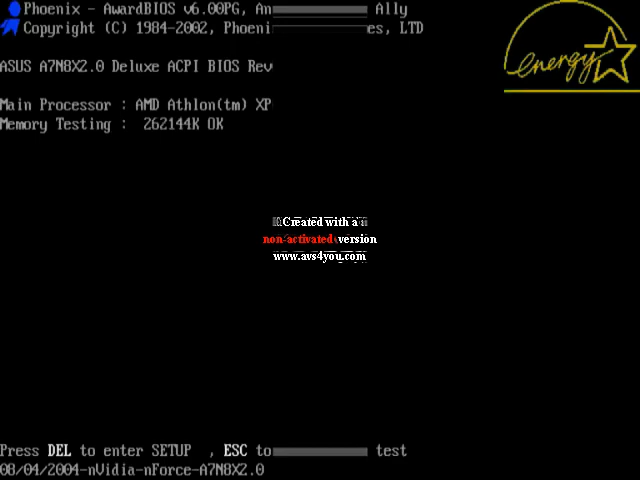 Phoenix - AwardBIOS v6.00PG, An Ally
Copyright (C) 1984-2002, Phoeni es, LTD
energy
ASUS A7N8X2.0 Deluxe ACPI BIOS Rev
Main Processor : AMD Athlon(tm) XP
Memory Testing : 262144K OK
Created with a
non-activated version
www.avs4you.com
Press DEL to enter SETUP , ESC to test
08/04/2004-nVidia-nForce-A7N8X2.0